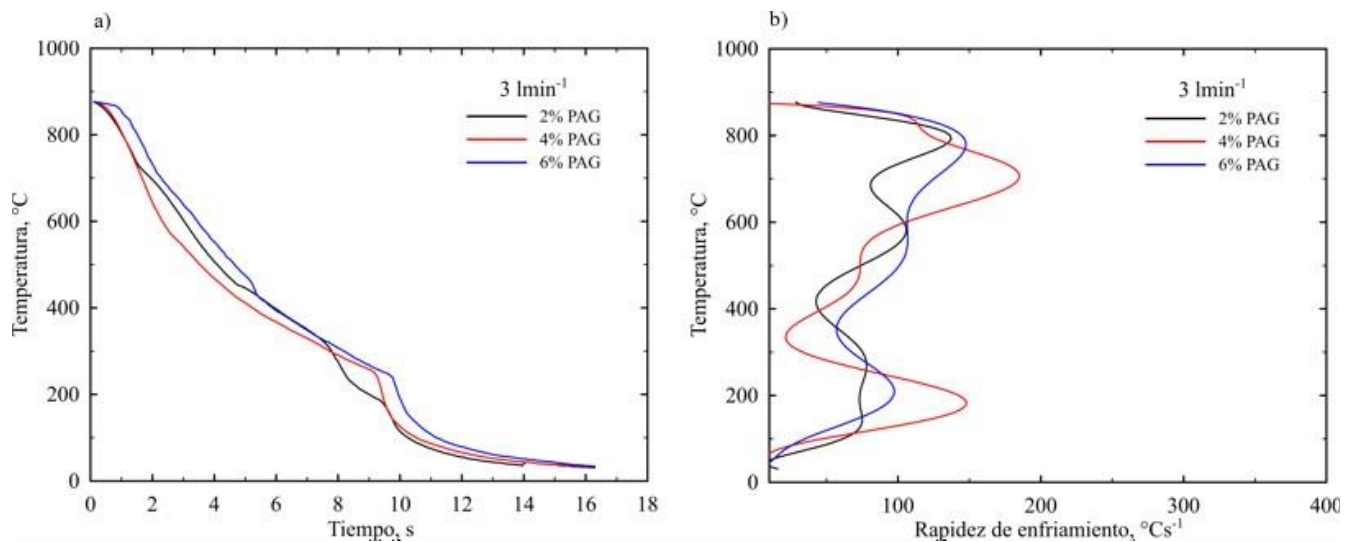 a)
1000
800
600
400
200
0
Temperatura, °C
3 lmin-1
2% PAG
4% PAG
6% PAG
0 2 4 6 8 10 12 14 16 18
Tiempo, s
b)
1000
800
600
400
200
0
Temperatura, °C
3 lmin-1
2% PAG
4% PAG
6% PAG
100 200 300 400
Rapidez de enfriamiento, °Cs-1